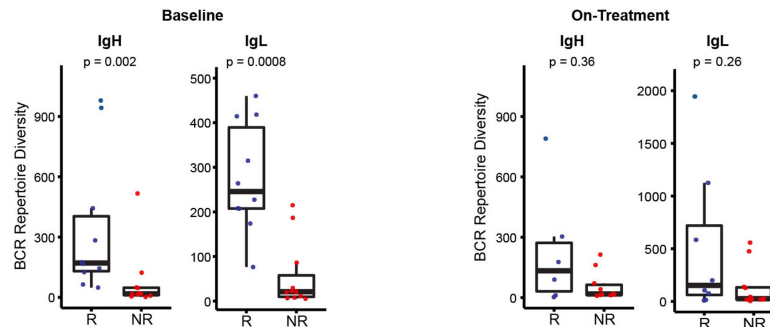 Baseline
On-Treatment
IgH
IgL
IgH
IgL
p = 0.002
p = 0.0008
p = 0.36
p = 0.26
BCR Repertoire Diversity
900
600
300
0
R
NR
500
400
300
200
100
0
R
NR
BCR Repertoire Diversity
900
600
300
0
R
NR
2000
1500
1000
500
0
R
NR